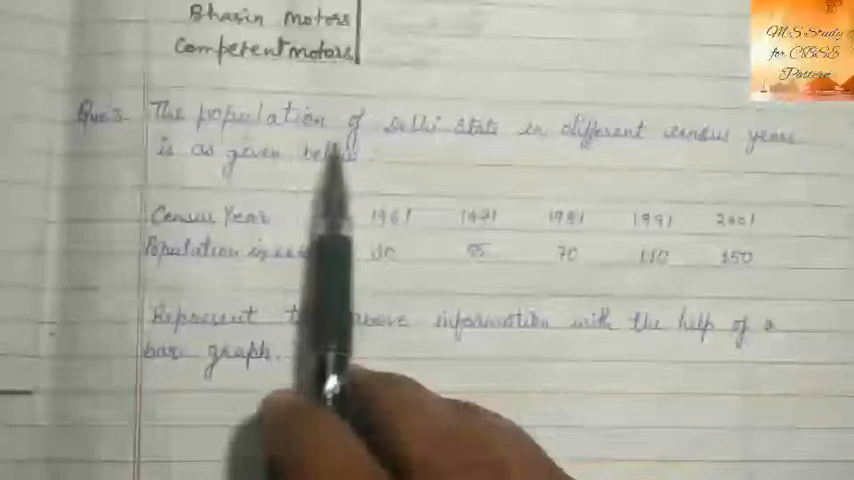 Bhasin Motors
Competent motors
M.S Study
for CBSE
Pattern
Que 3. The population of Delhi State in different census years
is as given below.
Census Year 1961 1971 1981 1991 2001
Population in 30 55 70 110 150
Represent above information with the help of a
bar graph.